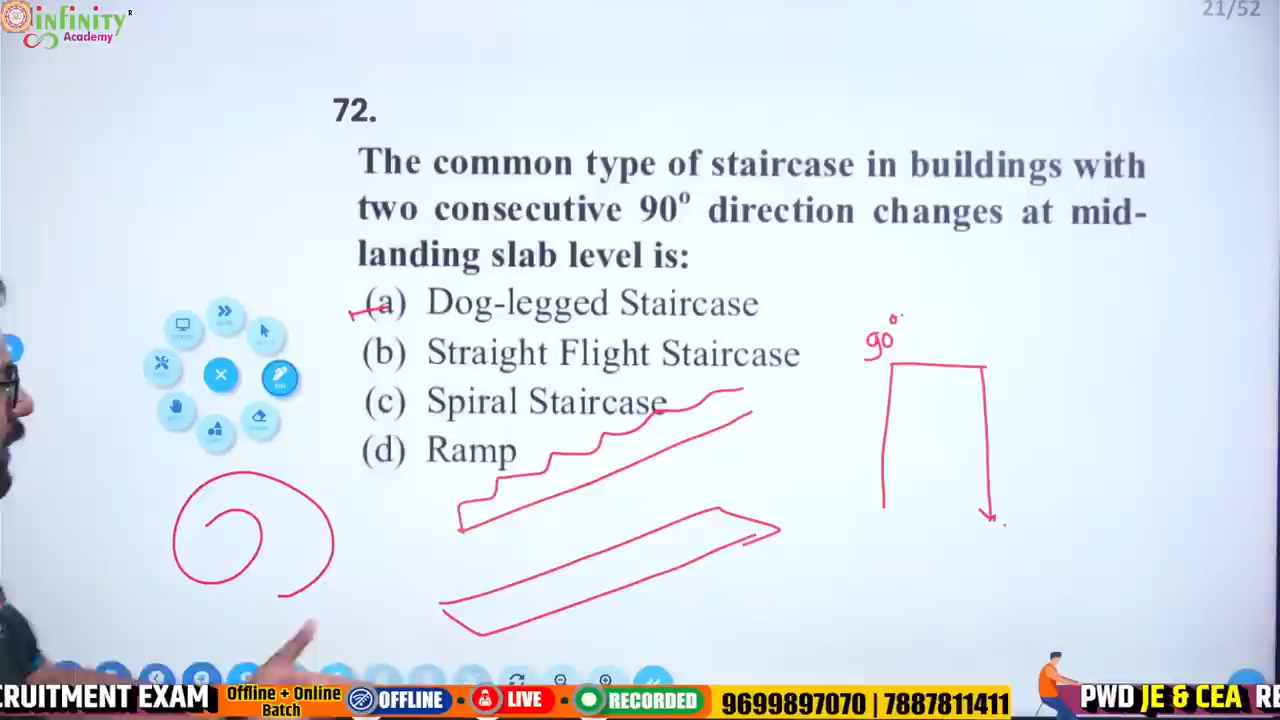 21/52
infinity
Academy
72.
The common type of staircase in buildings with
two consecutive 90° direction changes at mid-
landing slab level is:
(a) Dog-legged Staircase
(b) Straight Flight Staircase
(c) Spiral Staircase
(d) Ramp
90°
CRUITMENT EXAM
Offline + Online
Batch
OFFLINE
LIVE
RECORDED
9699897070 | 7887811411
PWD JE & CEA RE